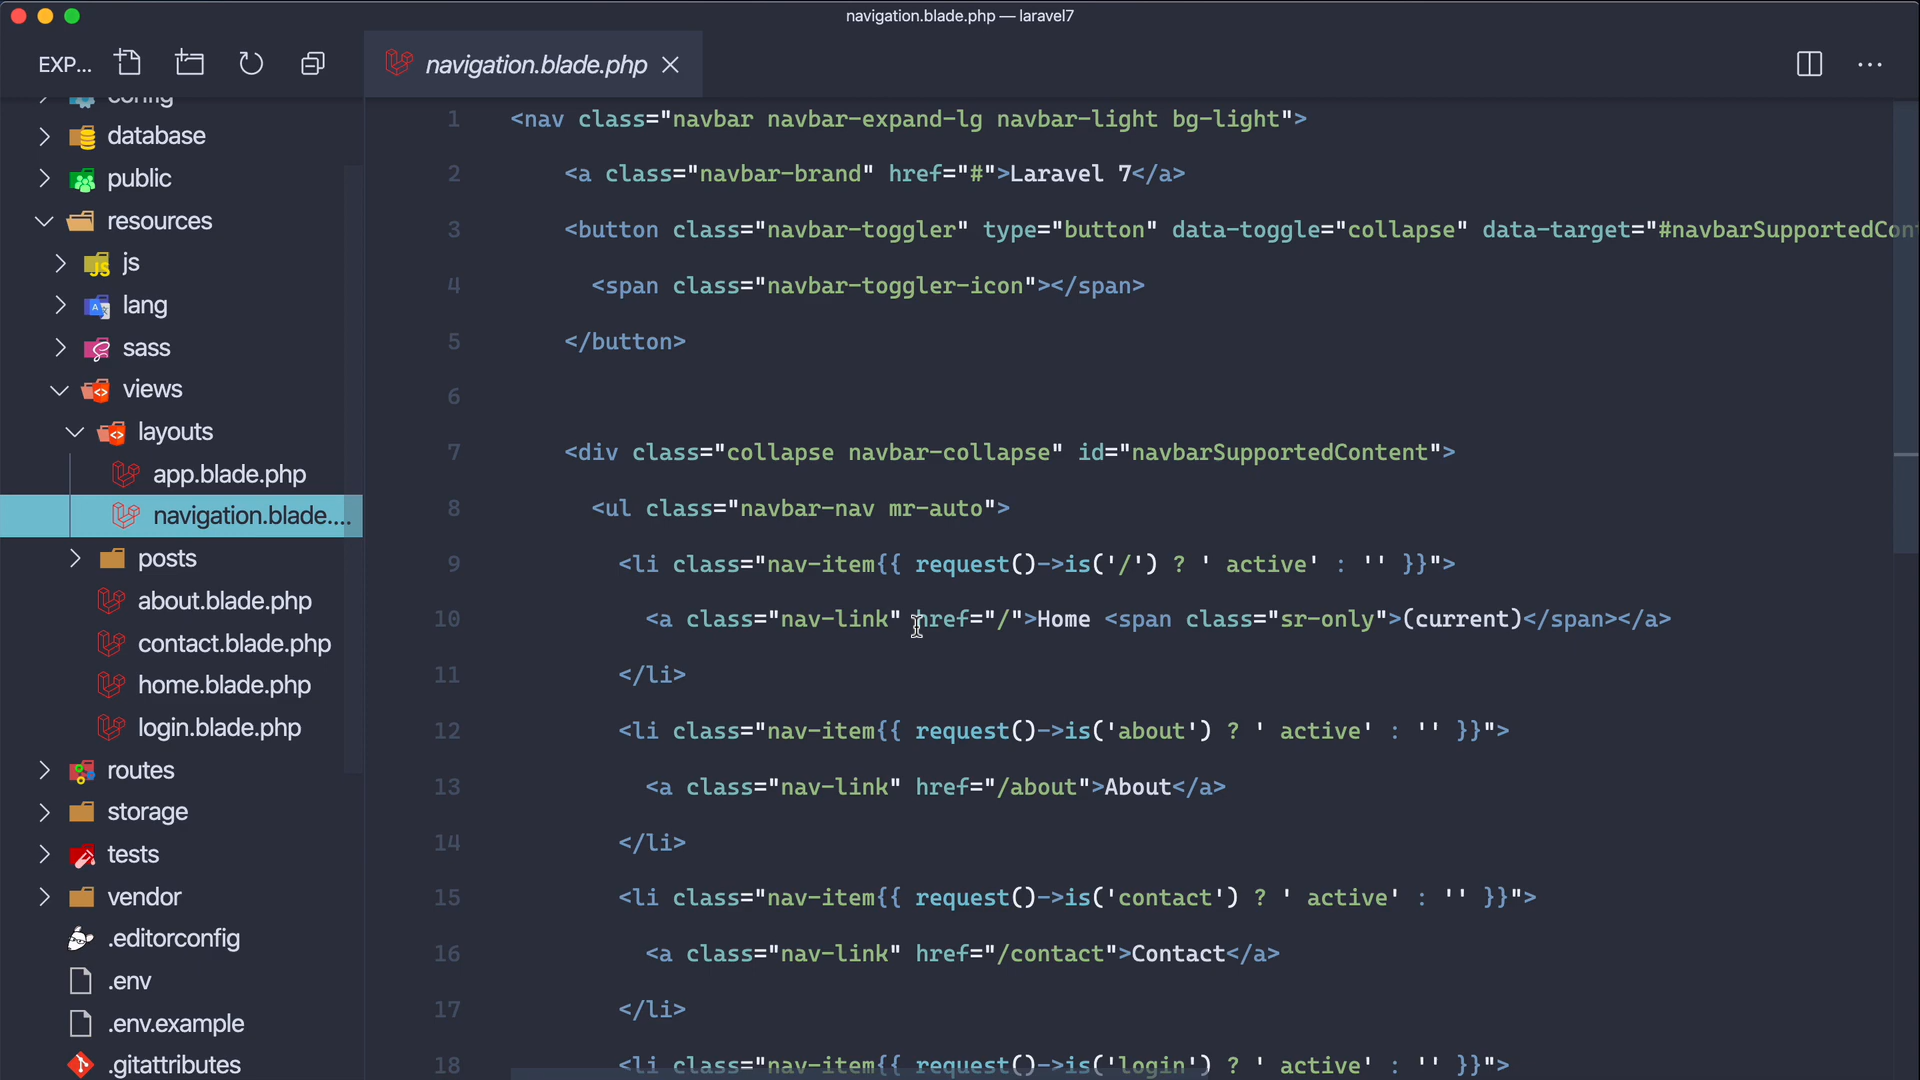 navigation.blade.php — laravel7
EXP...
navigation.blade.php
config
database
public
resources
js
lang
sass
views
layouts
app.blade.php
navigation.blade....
posts
about.blade.php
contact.blade.php
home.blade.php
login.blade.php
routes
storage
tests
vendor
.editorconfig
.env
.env.example
.gitattributes
1 <nav class="navbar navbar-expand-lg navbar-light bg-light">
2 <a class="navbar-brand" href="#">Laravel 7</a>
3 <button class="navbar-toggler" type="button" data-toggle="collapse" data-target="#navbarSupportedCon
4 <span class="navbar-toggler-icon"></span>
5 </button>
6
7 <div class="collapse navbar-collapse" id="navbarSupportedContent">
8 <ul class="navbar-nav mr-auto">
9 <li class="nav-item{{ request()->is('/') ? ' active' : '' }}">
10 <a class="nav-link" href="/">Home <span class="sr-only">(current)</span></a>
11 </li>
12 <li class="nav-item{{ request()->is('about') ? ' active' : '' }}">
13 <a class="nav-link" href="/about">About</a>
14 </li>
15 <li class="nav-item{{ request()->is('contact') ? ' active' : '' }}">
16 <a class="nav-link" href="/contact">Contact</a>
17 </li>
18 <li class="nav-item{{ request()->is('login') ? ' active' : '' }}">